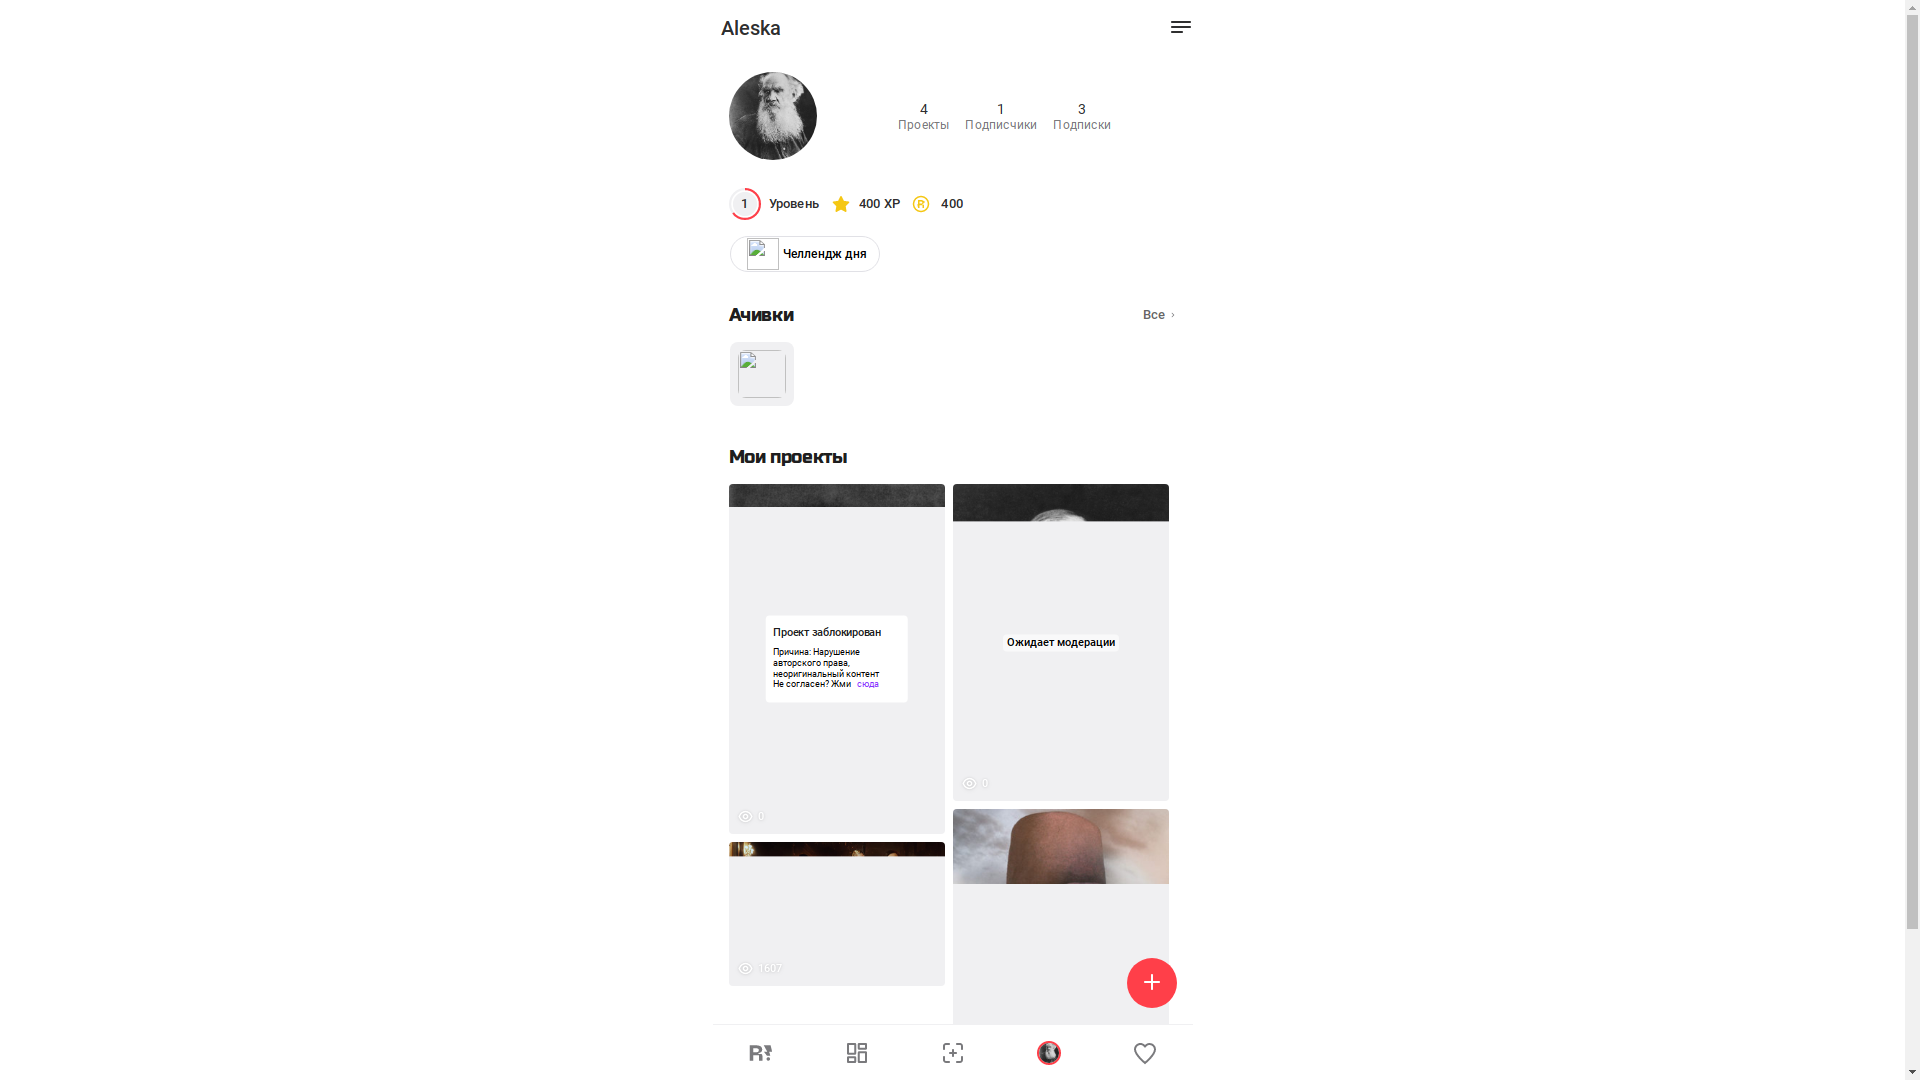 Aleska
4
1
3
Проекты
Подписчики
Подписки
1
Уровень
400 XP
400
Челлендж дня
Ачивки
Все
Мои проекты
Проект заблокирован
Причина: Нарушение
авторского права,
неоригинальный контент
Не согласен? Жми сюда
Ожидает модерации
0
0
1607